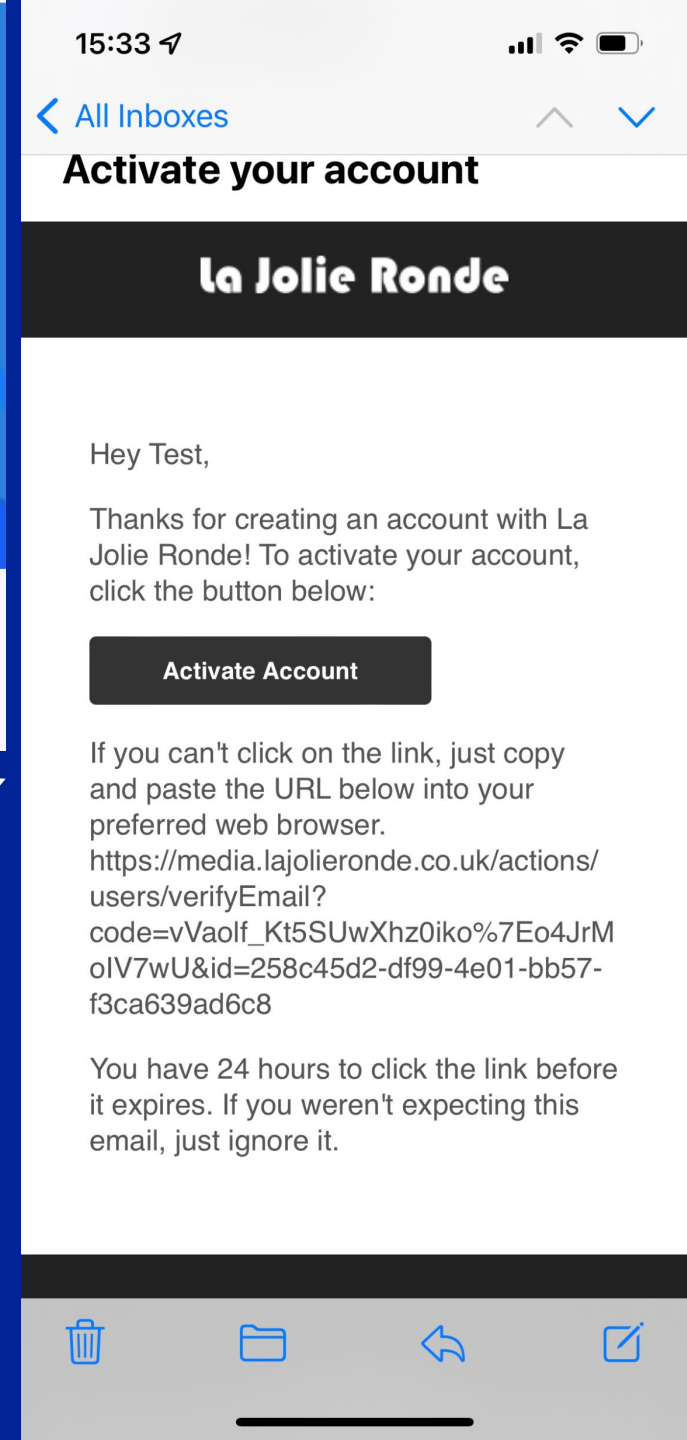 15:33
All Inboxes
Activate your account
La Jolie Ronde
Hey Test,
Thanks for creating an account with La
Jolie Ronde! To activate your account,
click the button below:
Activate Account
If you can't click on the link, just copy
and paste the URL below into your
preferred web browser.
https://media.lajolieronde.co.uk/actions/
users/verifyEmail?
code=vVaolf_Kt5SUwXhz0iko%7Eo4JrM
oIV7wU&id=258c45d2-df99-4e01-bb57-
f3ca639ad6c8
You have 24 hours to click the link before
it expires. If you weren't expecting this
email, just ignore it.